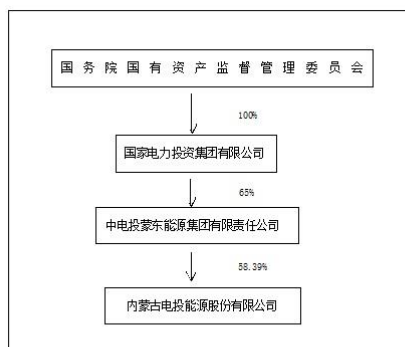 国务院国有资产监督管理委员会
100%
国家电力投资集团有限公司
65%
中电投蒙东能源集团有限责任公司
58.39%
内蒙古电投能源股份有限公司